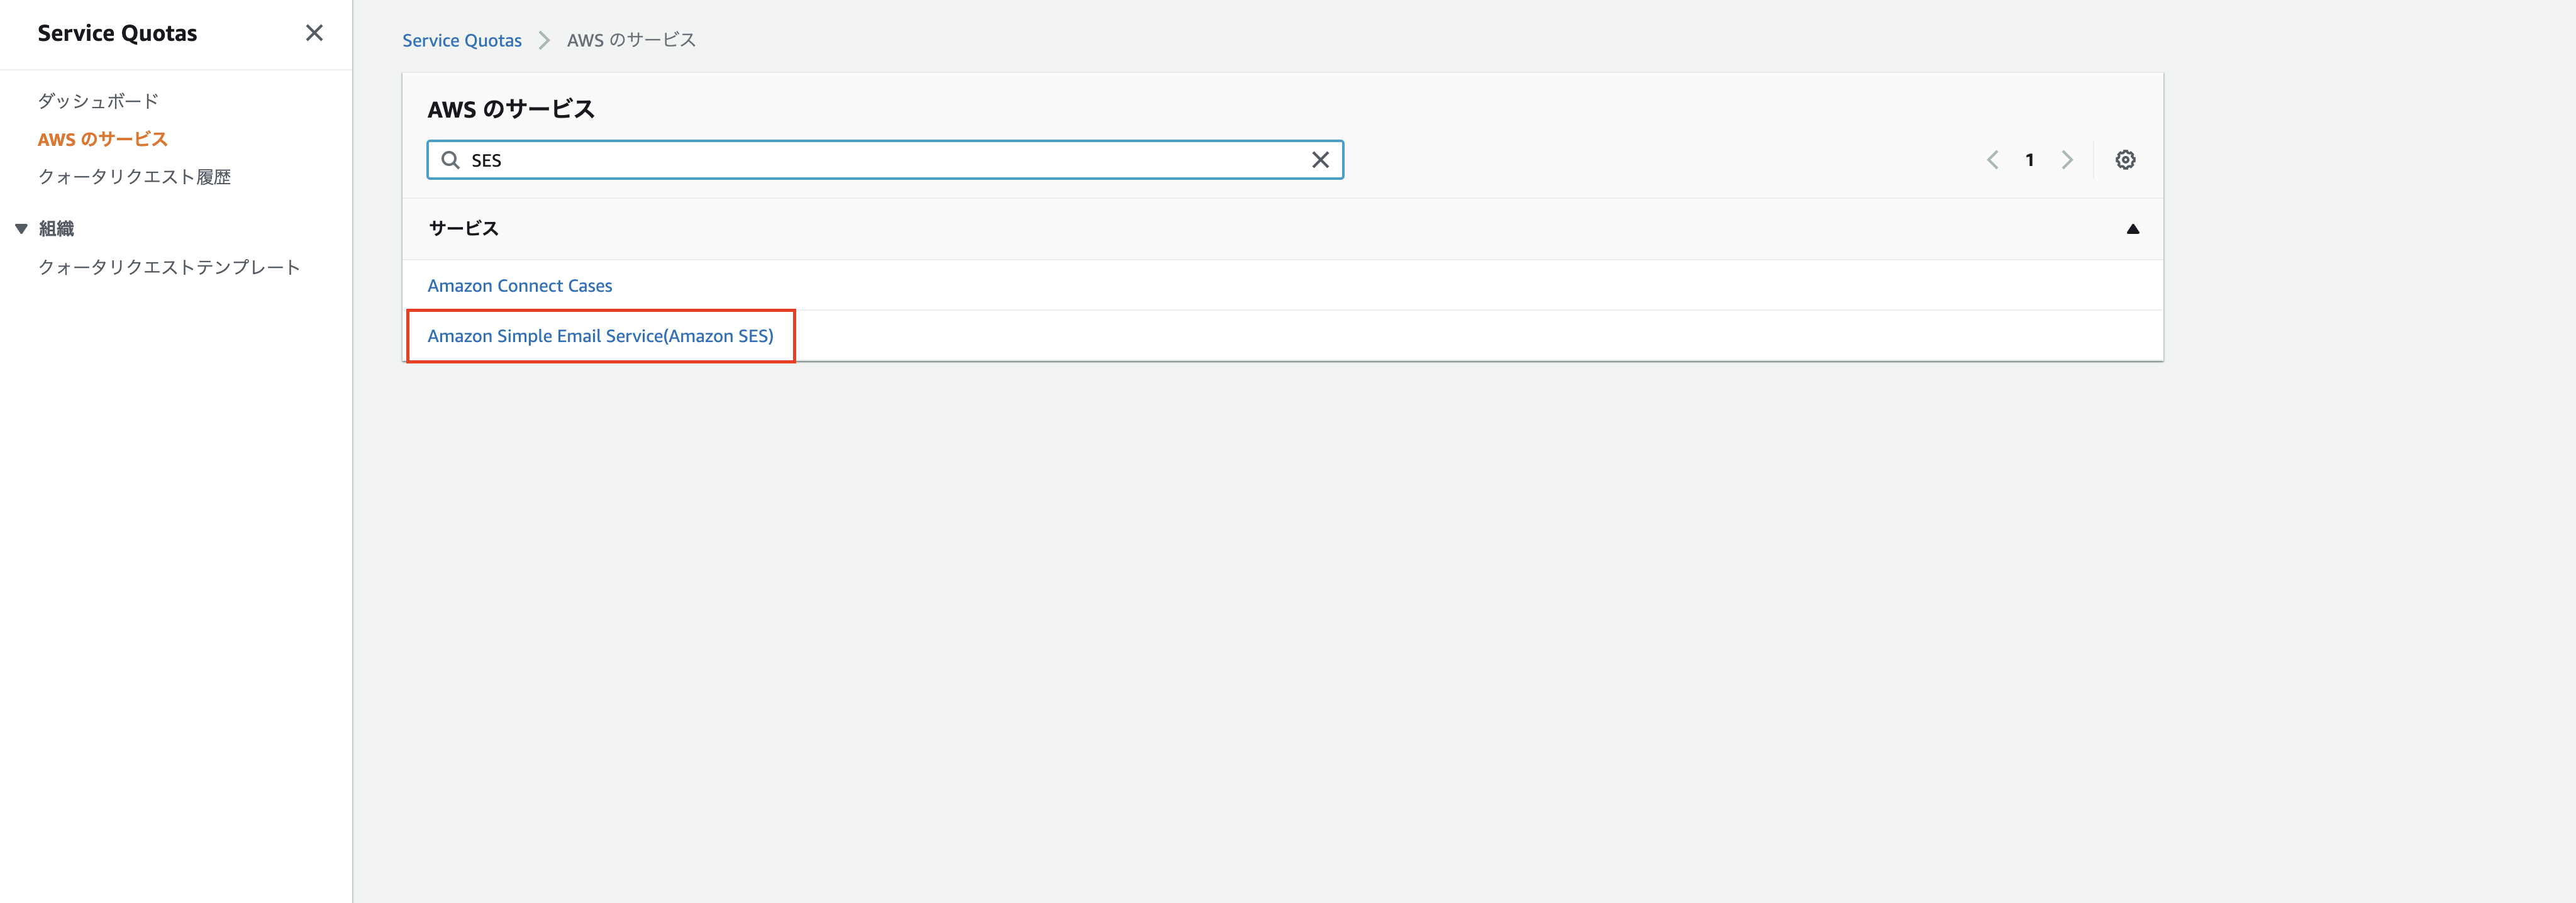 Service Quotas
ダッシュボード
AWS のサービス
クォータリクエスト履歴
組織
クォータリクエストテンプレート
Service Quotas
AWS のサービス
AWS のサービス
SES
1
サービス
Amazon Connect Cases
Amazon Simple Email Service(Amazon SES)